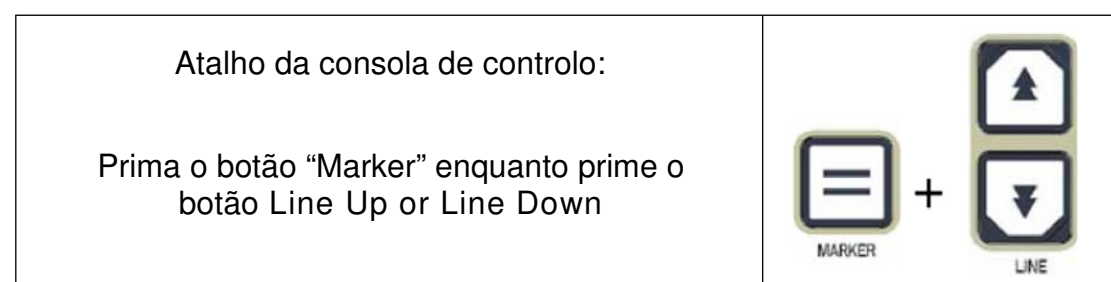 Atalho da consola de controlo:
Prima o botão “Marker” enquanto prime o
botão Line Up or Line Down
+
MARKER
LINE